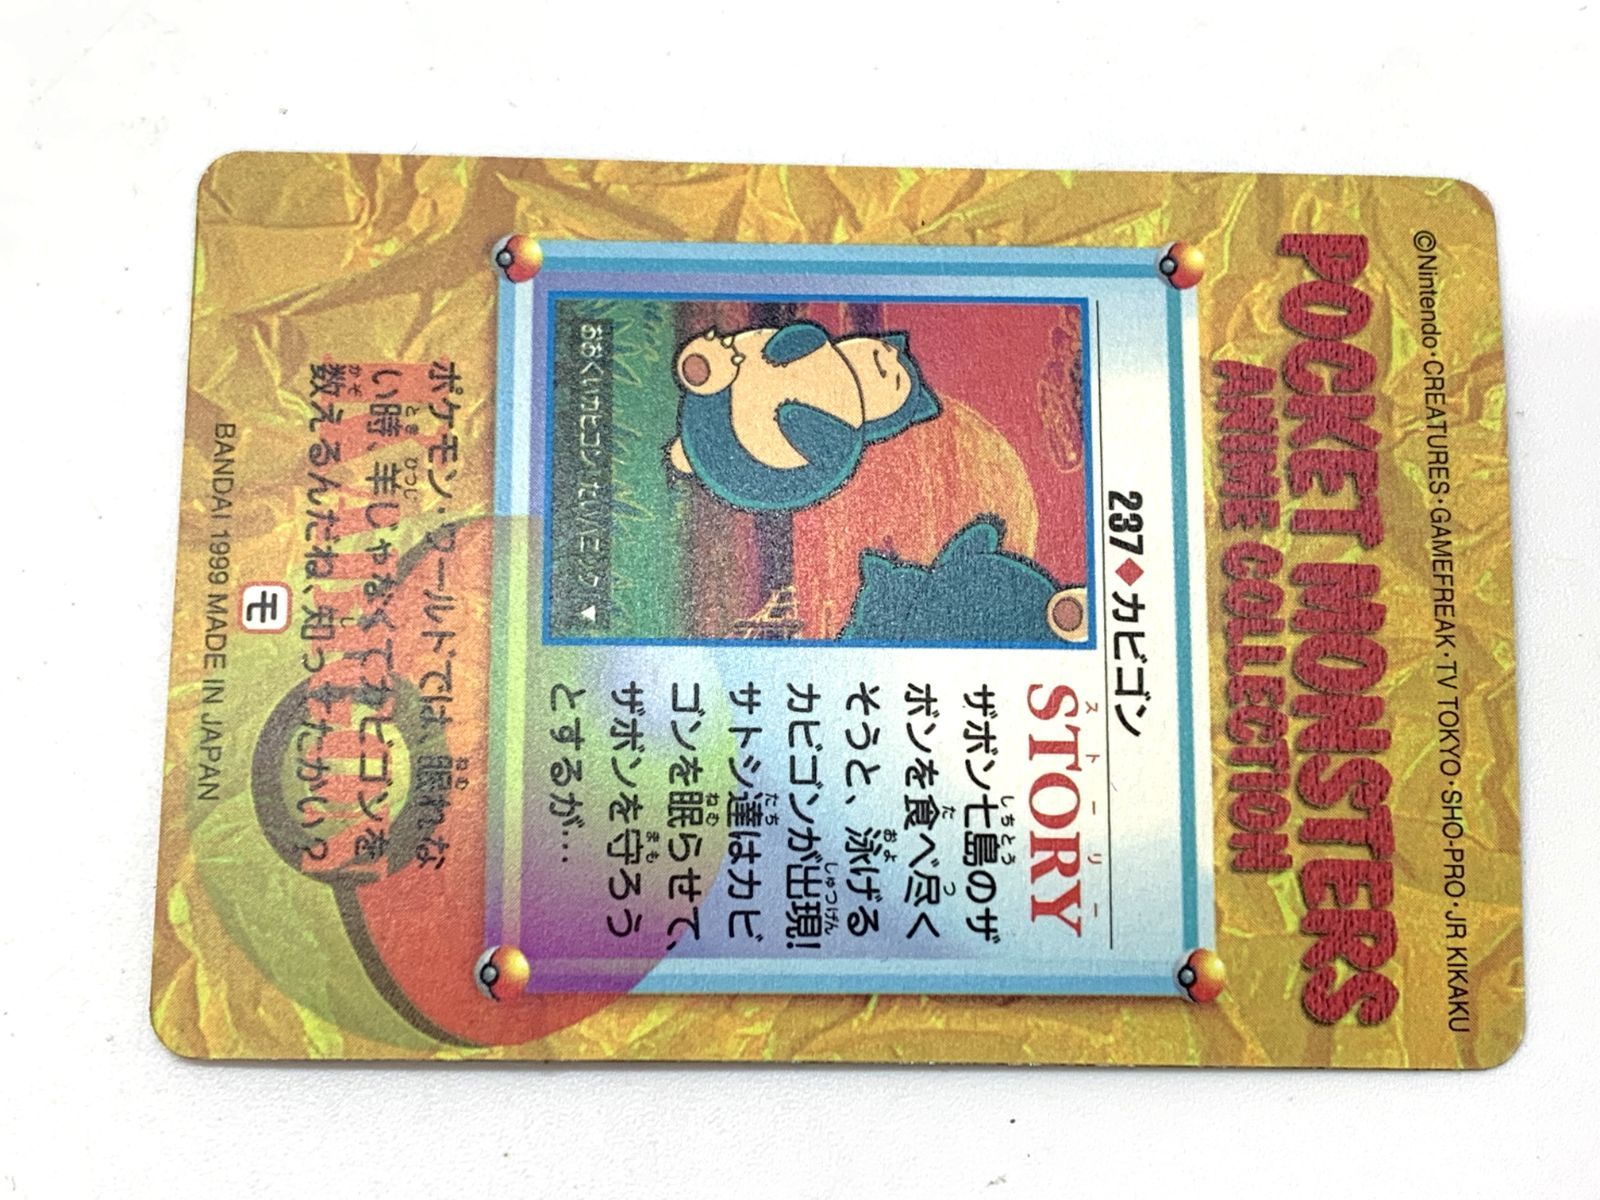 ©Nintendo・CREATURES・GAMEFREAK・TV TOKYO・SHO-PRO・JR KIKAKU
POCKET MONSTERS
ANIME COLLECTION
237◆カビゴン
ストーリー
STORY
ザボン七島のザ
ボンを食べ尽く
そうと、泳げる
カビゴンが出現!
サトシ達はカビ
ゴンを眠らせて、
ザボンを守ろう
とするが…
ポケモン・ワールドでは、眠れな
い時、羊じゃなくてカビゴンを
数えるんだね、知ってたかい?
モ
BANDAI 1999 MADE IN JAPAN